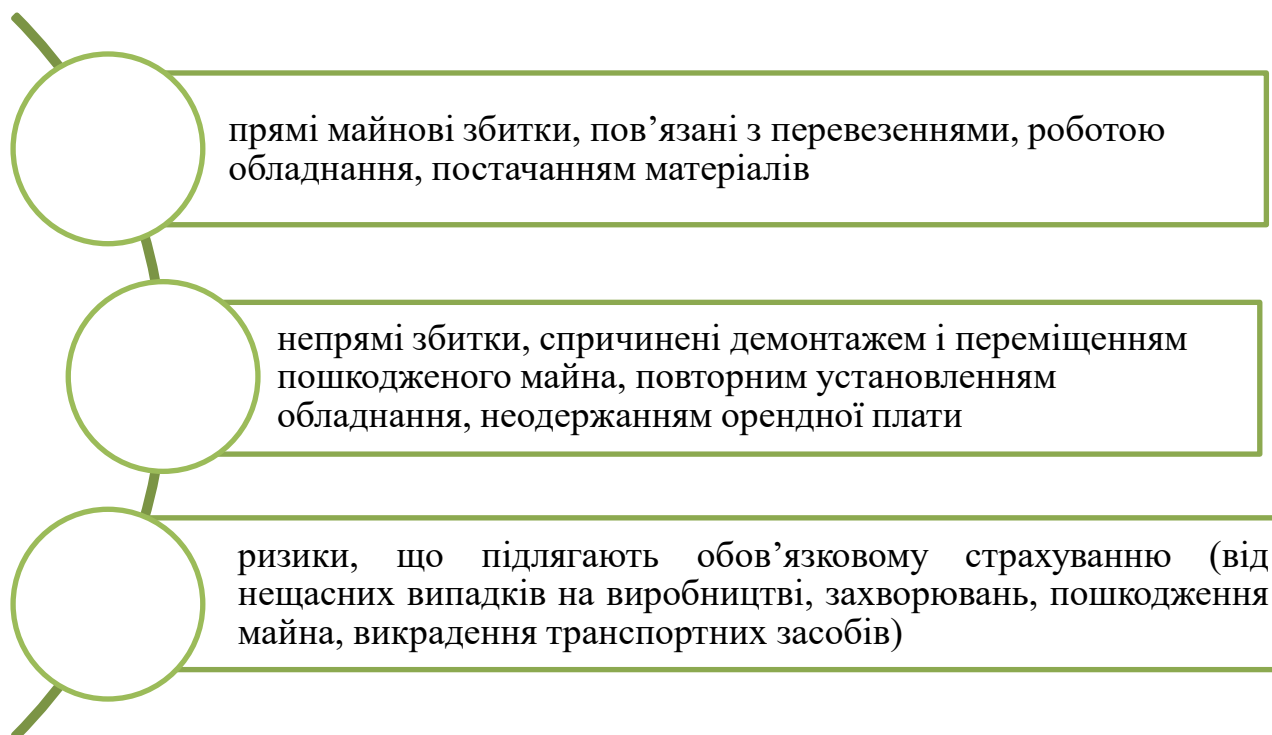 прямі майнові збитки, пов’язані з перевезеннями, роботою
обладнання, постачанням матеріалів
непрямі збитки, спричинені демонтажем і переміщенням
пошкодженого майна, повторним установленням
обладнання, неодержанням орендної плати
ризики, що підлягають обов’язковому страхуванню (від
нещасних випадків на виробництві, захворювань, пошкодження
майна, викрадення транспортних засобів)